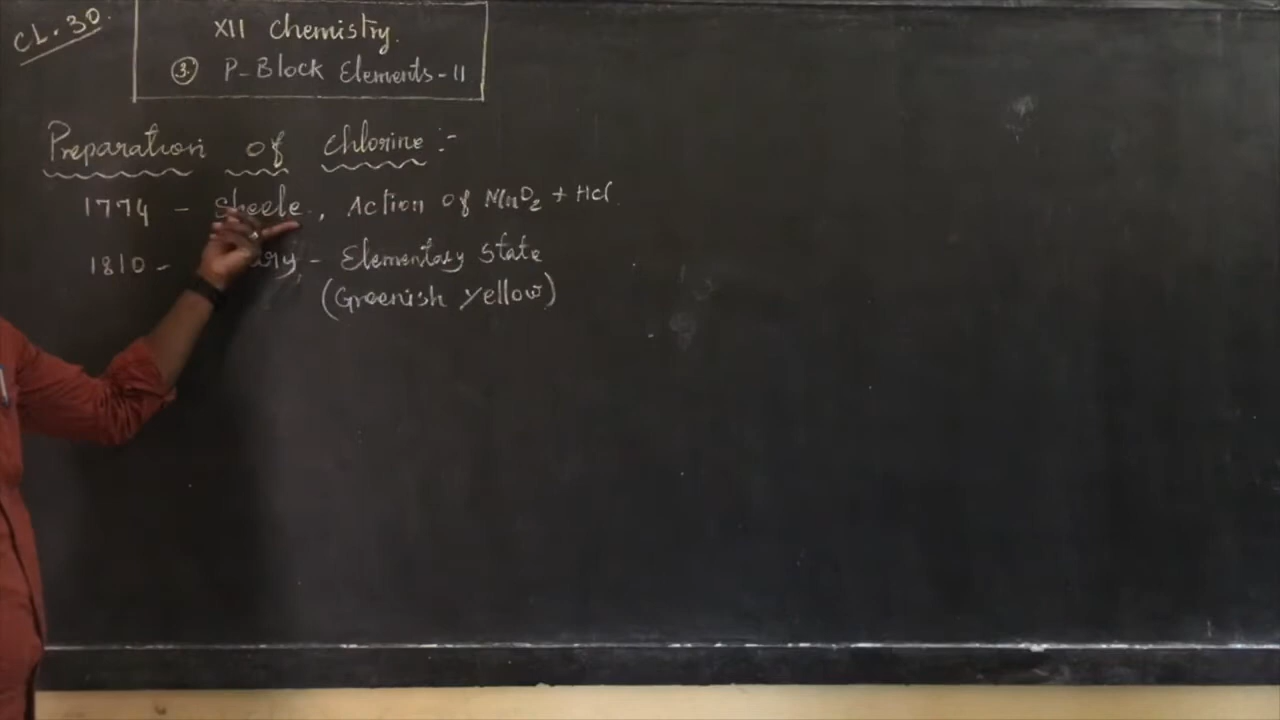 CL.30.
XII Chemistry.
③ P-Block Elements-II
Preparation of Chlorine:-
1774 - Sheele, Action of MnO₂ + HCl.
1810 - - Elementary State
(Greenish Yellow)